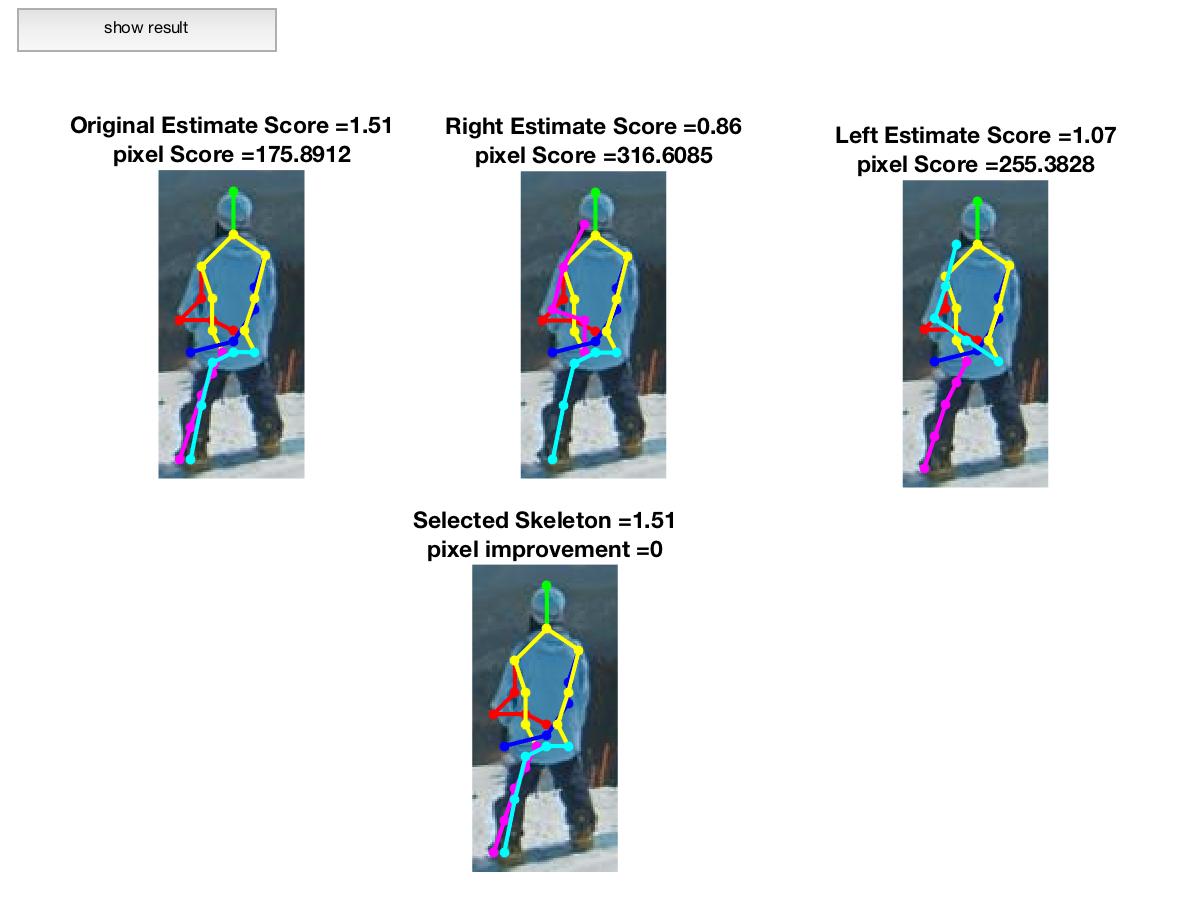 show result
Original Estimate Score =1.51
pixel Score =175.8912
Right Estimate Score =0.86
pixel Score =316.6085
Left Estimate Score =1.07
pixel Score =255.3828
Selected Skeleton =1.51
pixel improvement =0